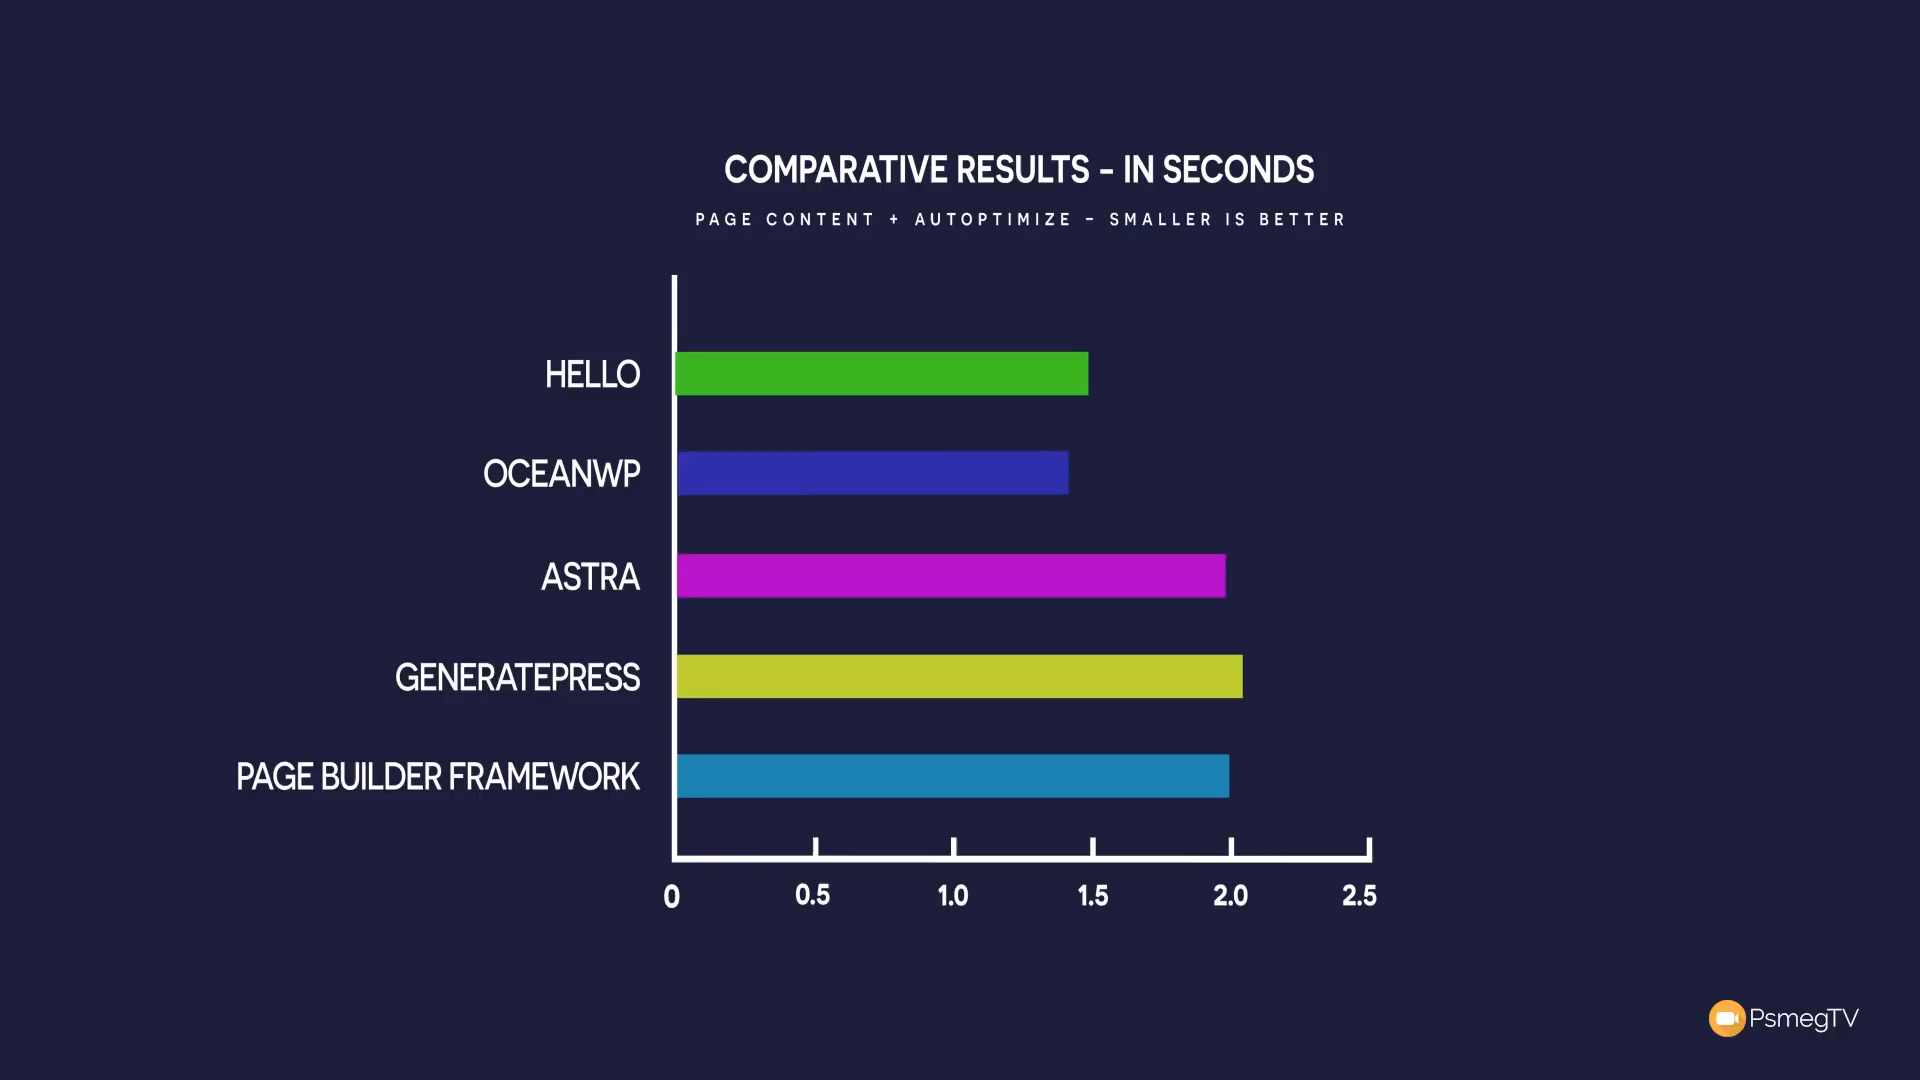 COMPARATIVE RESULTS - IN SECONDS
PAGE CONTENT + AUTOPTIMIZE - SMALLER IS BETTER
HELLO
OCEANWP
ASTRA
GENERATEPRESS
PAGE BUILDER FRAMEWORK
0 0.5 1.0 1.5 2.0 2.5
PsmegTV